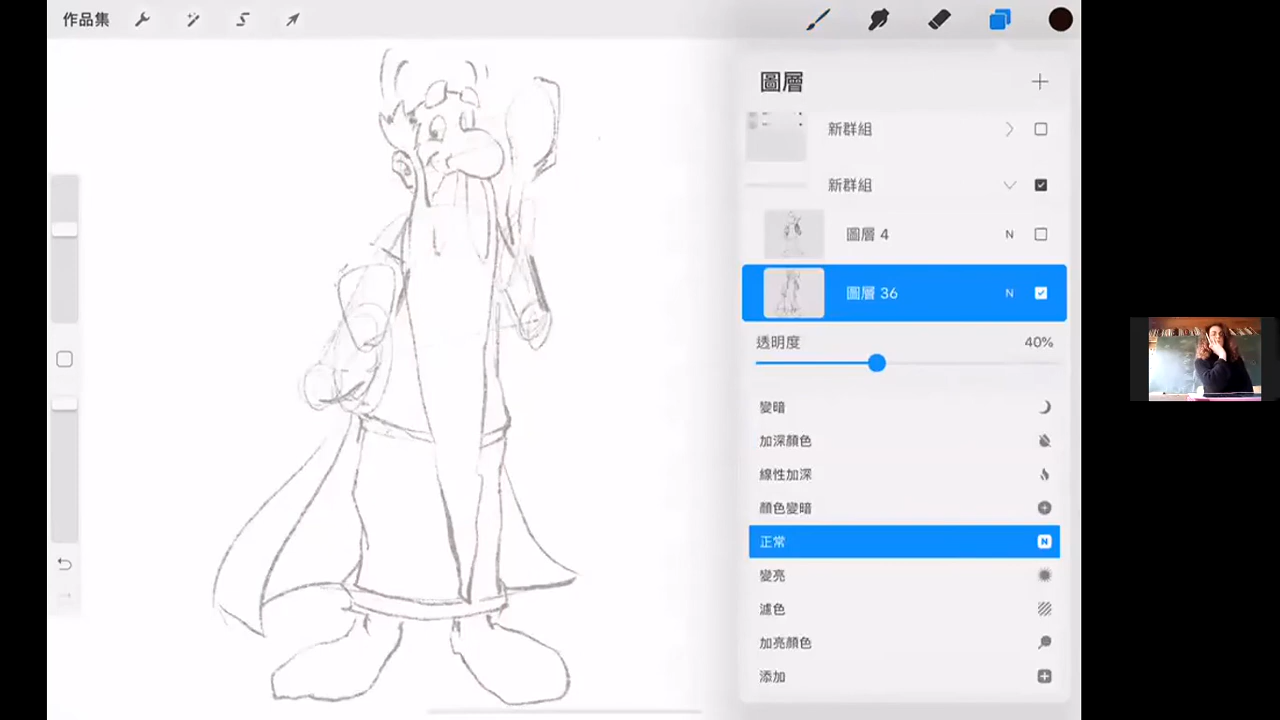 作品集
圖層
新群組
新群組
圖層 4 N
圖層 36 N
透明度 40%
變暗
加深顏色
線性加深
顏色變暗
正常 N
變亮
濾色
加亮顏色
添加